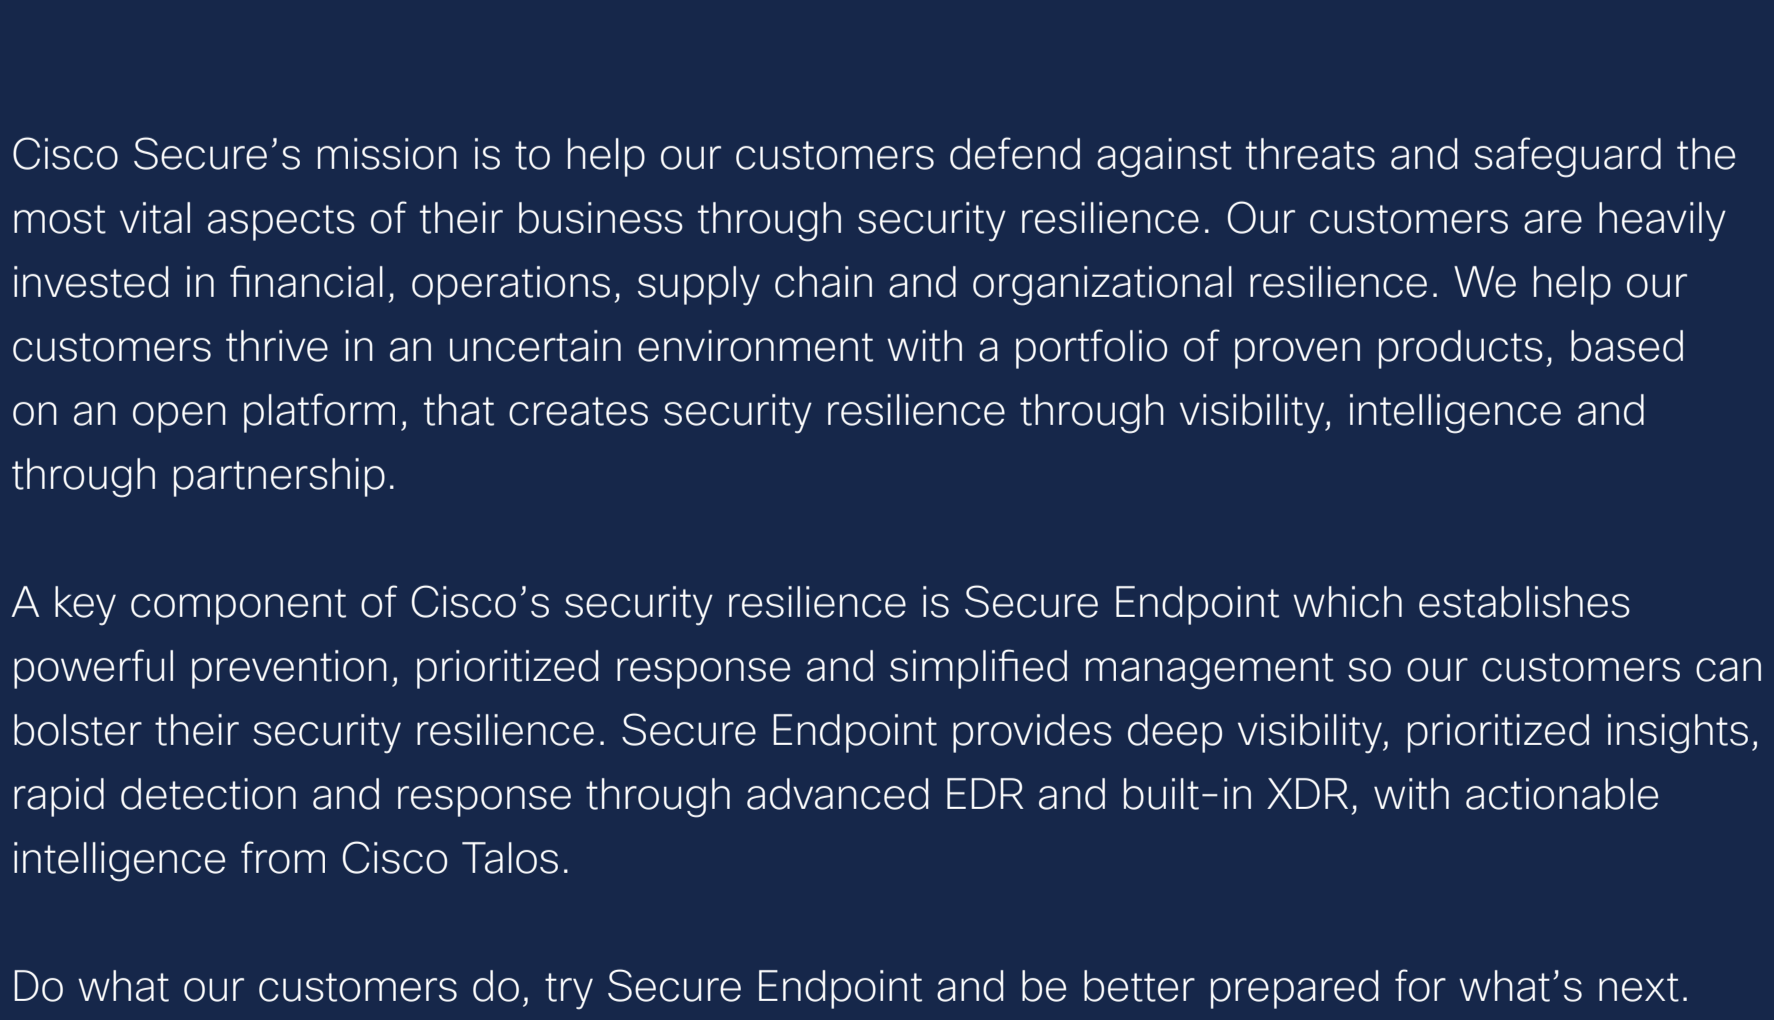 Cisco Secure’s mission is to help our customers defend against threats and safeguard the
most vital aspects of their business through security resilience. Our customers are heavily
invested in financial, operations, supply chain and organizational resilience. We help our
customers thrive in an uncertain environment with a portfolio of proven products, based
on an open platform, that creates security resilience through visibility, intelligence and
through partnership.
A key component of Cisco’s security resilience is Secure Endpoint which establishes
powerful prevention, prioritized response and simplified management so our customers can
bolster their security resilience. Secure Endpoint provides deep visibility, prioritized insights,
rapid detection and response through advanced EDR and built-in XDR, with actionable
intelligence from Cisco Talos.
Do what our customers do, try Secure Endpoint and be better prepared for what’s next.